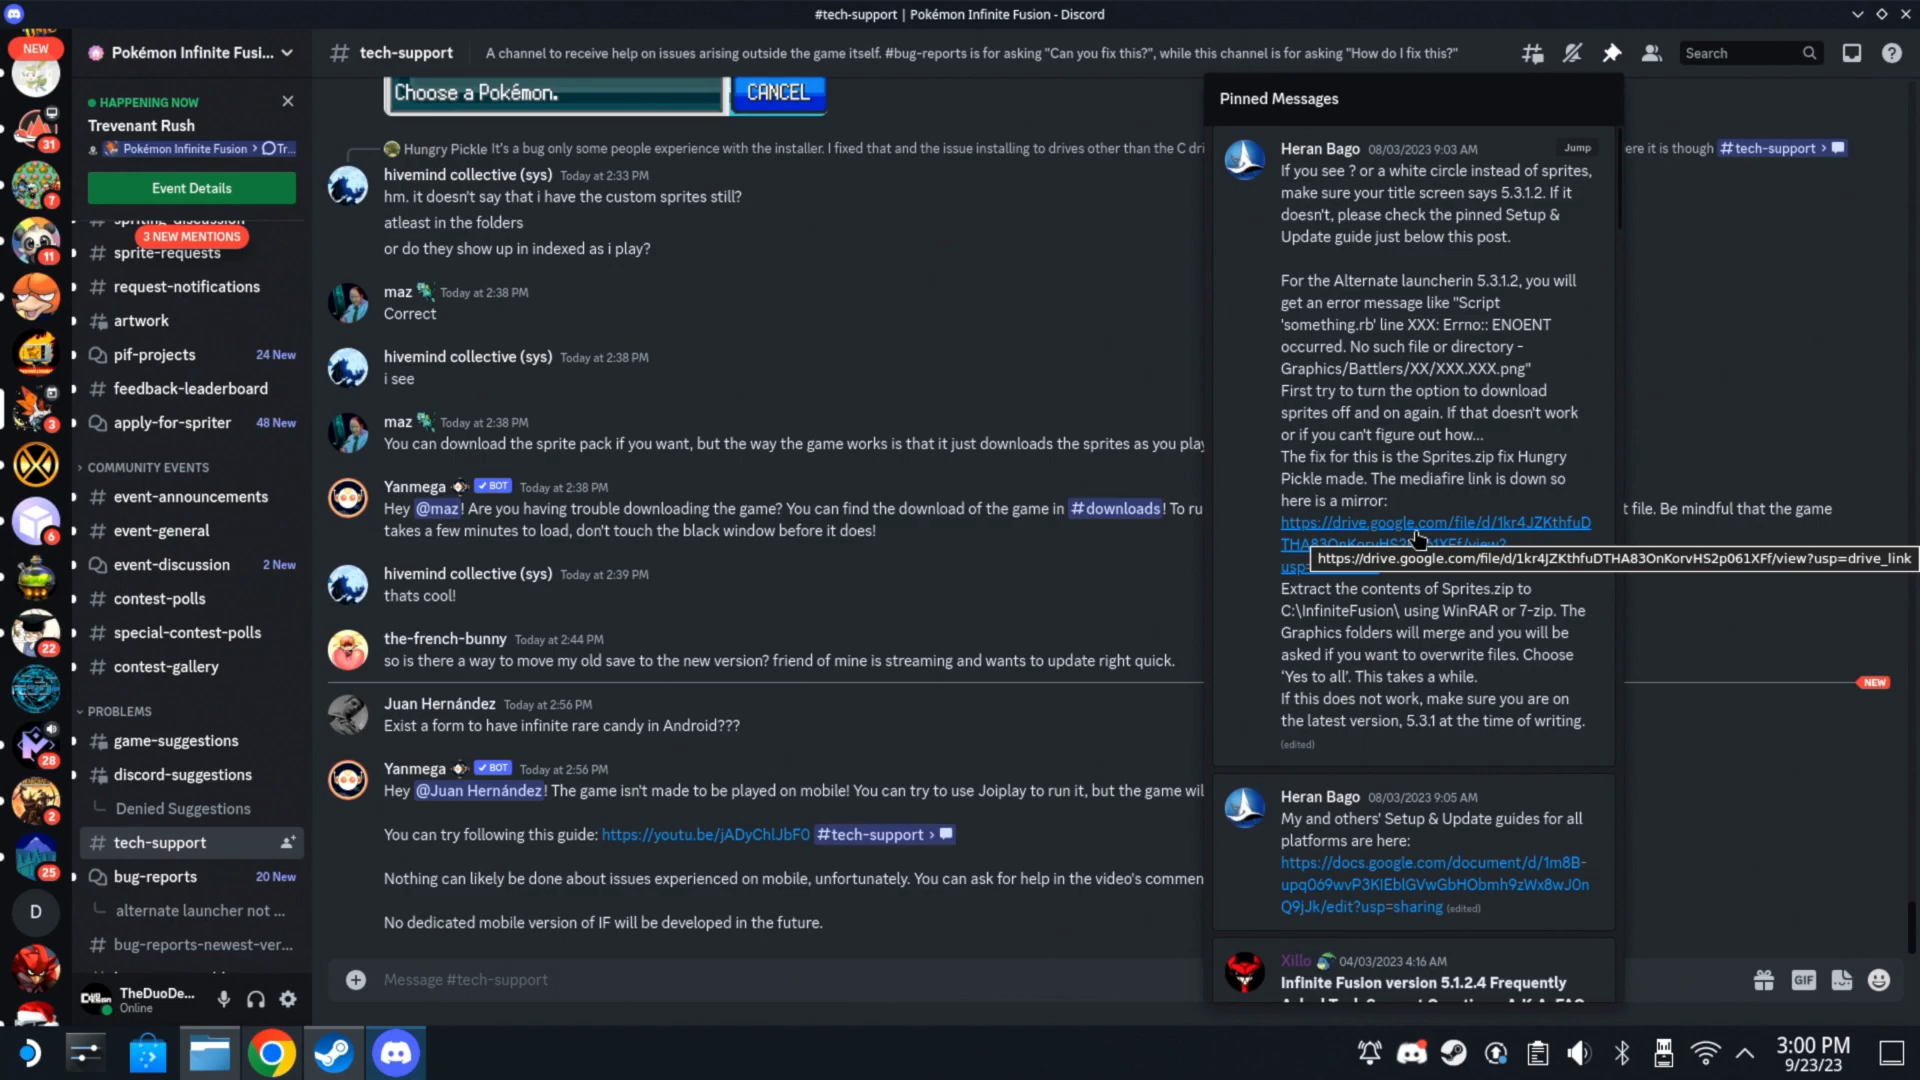 #tech-support | Pokémon Infinite Fusion - Discord
NEW
31
7
11
3
6
22
28
2
25
D
Pokémon Infinite Fusi...
HAPPENING NOW
Trevenant Rush
Pokémon Infinite Fusion > Tr...
Event Details
spriting_discussion
3 NEW MENTIONS
sprite-requests
request-notifications
artwork
pif-projects 24 New
feedback-leaderboard
apply-for-spriter 48 New
COMMUNITY EVENTS
event-announcements
event-general
event-discussion 2 New
contest-polls
special-contest-polls
contest-gallery
PROBLEMS
game-suggestions
discord-suggestions
Denied Suggestions
tech-support
bug-reports 20 New
alternate launcher not ...
bug-reports-newest-ver...
TheDuoDe...
Online
# tech-support A channel to receive help on issues arising outside the game itself. #bug-reports is for asking "Can you fix this?", while this channel is for asking "How do I fix this?"
Search
Choose a Pokémon. CANCEL
Hungry Pickle It's a bug only some people experience with the installer. I fixed that and the issue installing to drives other than the C dri
ere it is though #tech-support >
hivemind collective (sys) Today at 2:33 PM
hm. it doesn't say that i have the custom sprites still?
atleast in the folders
or do they show up in indexed as i play?
maz Today at 2:38 PM
Correct
hivemind collective (sys) Today at 2:38 PM
i see
maz Today at 2:38 PM
You can download the sprite pack if you want, but the way the game works is that it just downloads the sprites as you play
Yanmega BOT Today at 2:38 PM
Hey @maz! Are you having trouble downloading the game? You can find the download of the game in #downloads! To ru
t file. Be mindful that the game
takes a few minutes to load, don't touch the black window before it does!
hivemind collective (sys) Today at 2:39 PM
thats cool!
the-french-bunny Today at 2:44 PM
so is there a way to move my old save to the new version? friend of mine is streaming and wants to update right quick.
NEW
Juan Hernández Today at 2:56 PM
Exist a form to have infinite rare candy in Android???
Yanmega BOT Today at 2:56 PM
Hey @Juan Hernández! The game isn't made to be played on mobile! You can try to use Joiplay to run it, but the game wil
You can try following this guide: https://youtu.be/jADyChlJbF0 #tech-support >
Nothing can likely be done about issues experienced on mobile, unfortunately. You can ask for help in the video's commen
No dedicated mobile version of IF will be developed in the future.
Message #tech-support
GIF
Pinned Messages
Heran Bago 08/03/2023 9:03 AM Jump
If you see ? or a white circle instead of sprites,
make sure your title screen says 5.3.1.2. If it
doesn't, please check the pinned Setup &
Update guide just below this post.
For the Alternate launcherin 5.3.1.2, you will
get an error message like "Script
'something.rb' line XXX: Errno:: ENOENT
occurred. No such file or directory -
Graphics/Battlers/XX/XXX.XXX.png"
First try to turn the option to download
sprites off and on again. If that doesn't work
or if you can't figure out how...
The fix for this is the Sprites.zip fix Hungry
Pickle made. The mediafire link is down so
here is a mirror:
https://drive.google.com/file/d/1kr4JZKthfuD
THA83OnKorvHS2p061XFf/view?
usp=
https://drive.google.com/file/d/1kr4JZKthfuDTHA83OnKorvHS2p061XFf/view?usp=drive_link
Extract the contents of Sprites.zip to
C:\InfiniteFusion\ using WinRAR or 7-zip. The
Graphics folders will merge and you will be
asked if you want to overwrite files. Choose
'Yes to all'. This takes a while.
If this does not work, make sure you are on
the latest version, 5.3.1 at the time of writing.
(edited)
Heran Bago 08/03/2023 9:05 AM
My and others' Setup & Update guides for all
platforms are here:
https://docs.google.com/document/d/1m8B-
upq069wvP3KIEblGVwGbHObmh9zWx8wJ0n
Q9jJk/edit?usp=sharing (edited)
Xillo 04/03/2023 4:16 AM
Infinite Fusion version 5.1.2.4 Frequently
3:00 PM
9/23/23